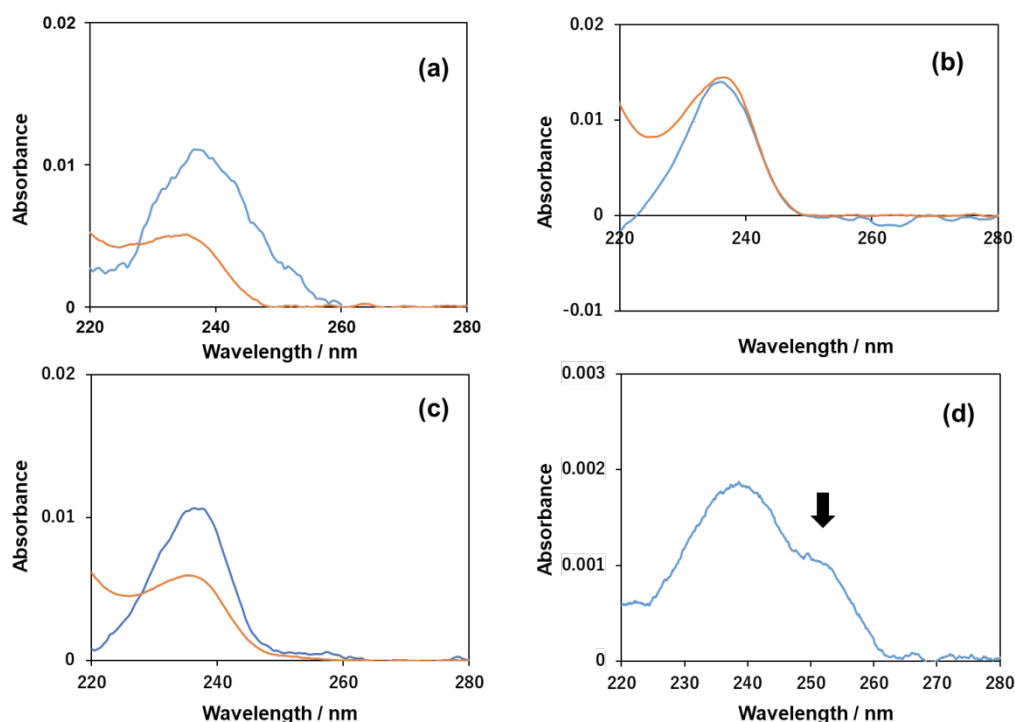 0.02
(a)
0.01
Absorbance
0
220 240 260 280
Wavelength / nm
0.02
(b)
0.01
Absorbance
0
220 240 260 280
-0.01
Wavelength / nm
0.02
(c)
0.01
Absorbance
0
220 240 260 280
Wavelength / nm
0.003
(d)
0.002
Absorbance
0.001
0
220 230 240 250 260 270 280
Wavelength / nm